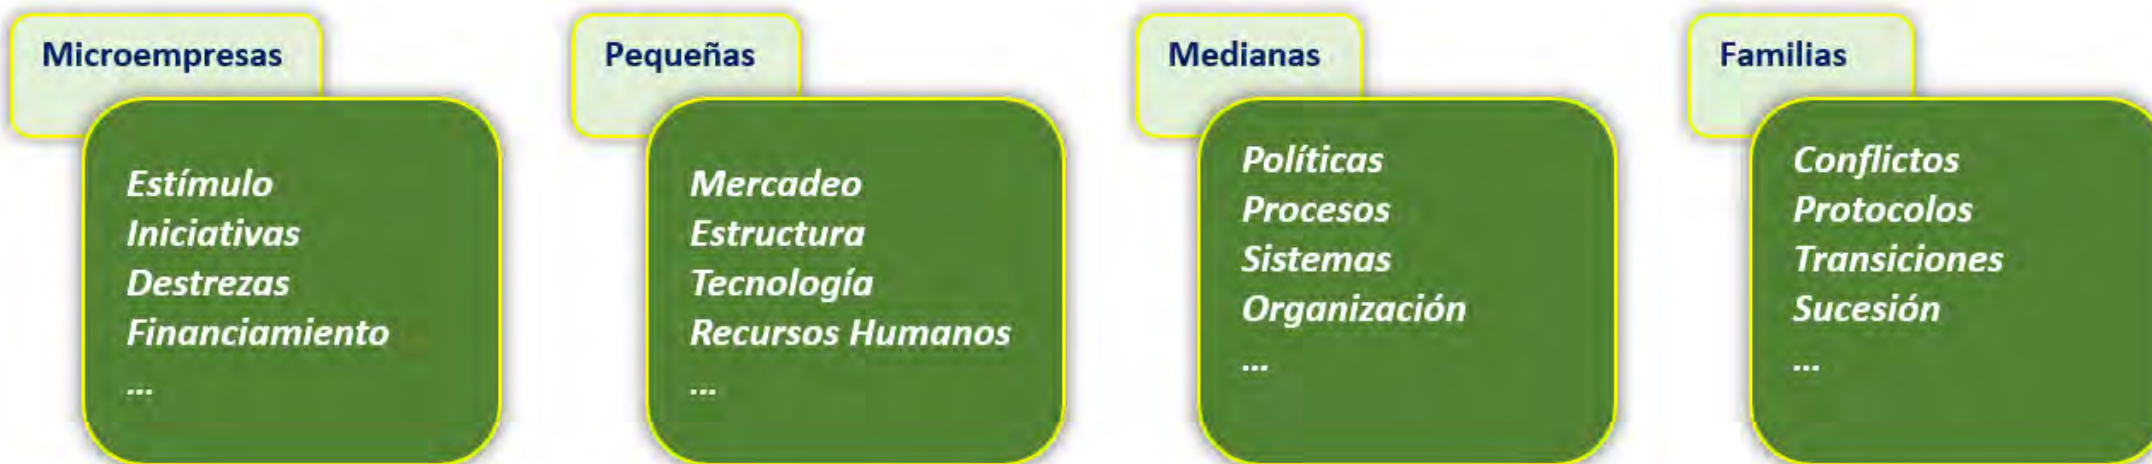 Microempresas
Estímulo
Iniciativas
Destrezas
Financiamiento
...
Pequeñas
Mercadeo
Estructura
Tecnología
Recursos Humanos
...
Medianas
Políticas
Procesos
Sistemas
Organización
...
Familias
Conflictos
Protocolos
Transiciones
Sucesión
...